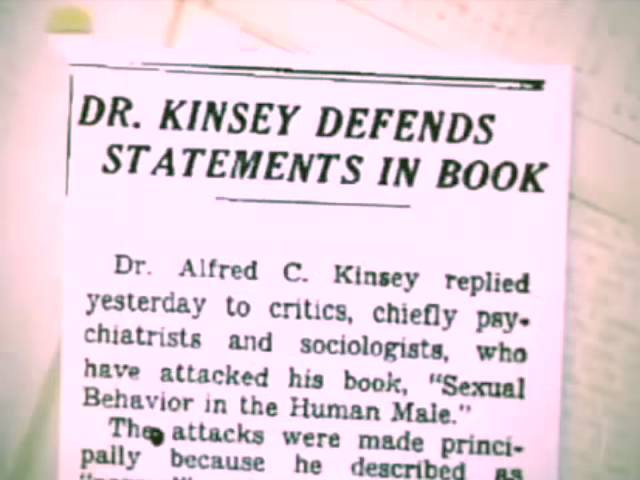 DR. KINSEY DEFENDS
STATEMENTS IN BOOK
Dr. Alfred C. Kinsey replied
yesterday to critics, chiefly psy-
chiatrists and sociologists, who
have attacked his book, "Sexual
Behavior in the Human Male."
The attacks were made princi-
pally because he described as